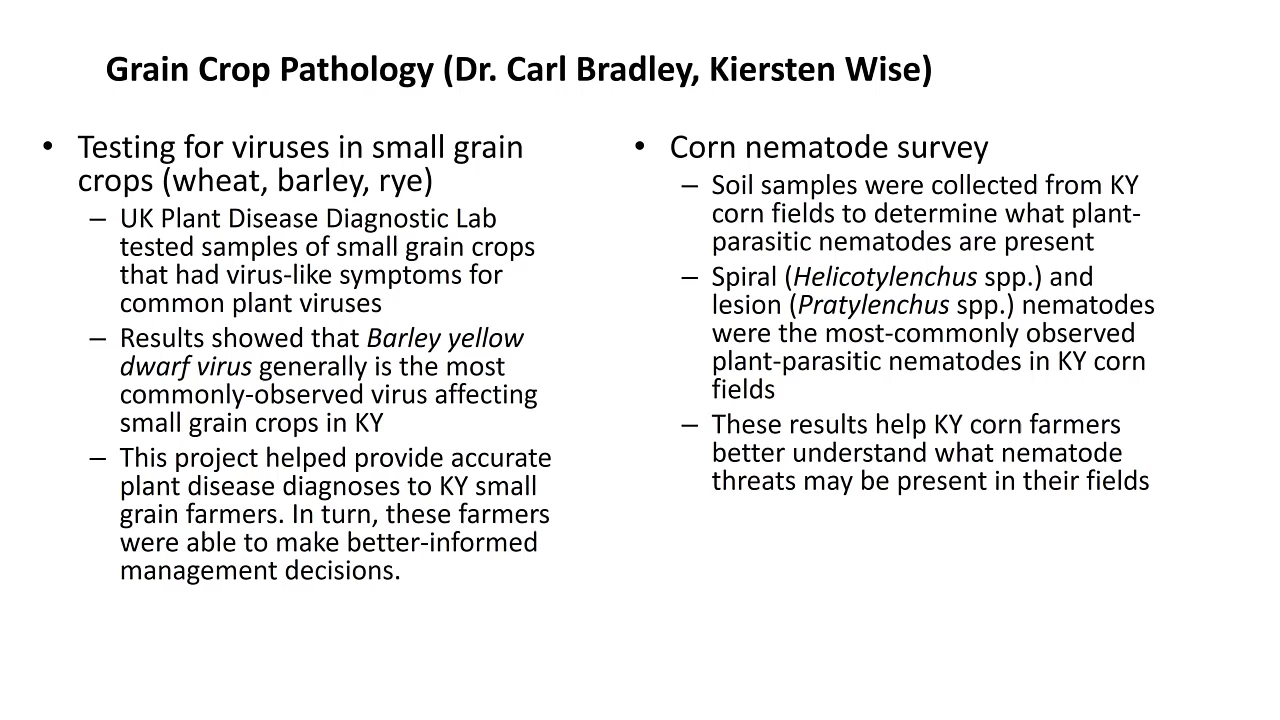 Grain Crop Pathology (Dr. Carl Bradley, Kiersten Wise)
• Testing for viruses in small grain
crops (wheat, barley, rye)
– UK Plant Disease Diagnostic Lab
tested samples of small grain crops
that had virus-like symptoms for
common plant viruses
– Results showed that Barley yellow
dwarf virus generally is the most
commonly-observed virus affecting
small grain crops in KY
– This project helped provide accurate
plant disease diagnoses to KY small
grain farmers. In turn, these farmers
were able to make better-informed
management decisions.
• Corn nematode survey
– Soil samples were collected from KY
corn fields to determine what plant-
parasitic nematodes are present
– Spiral (Helicotylenchus spp.) and
lesion (Pratylenchus spp.) nematodes
were the most-commonly observed
plant-parasitic nematodes in KY corn
fields
– These results help KY corn farmers
better understand what nematode
threats may be present in their fields